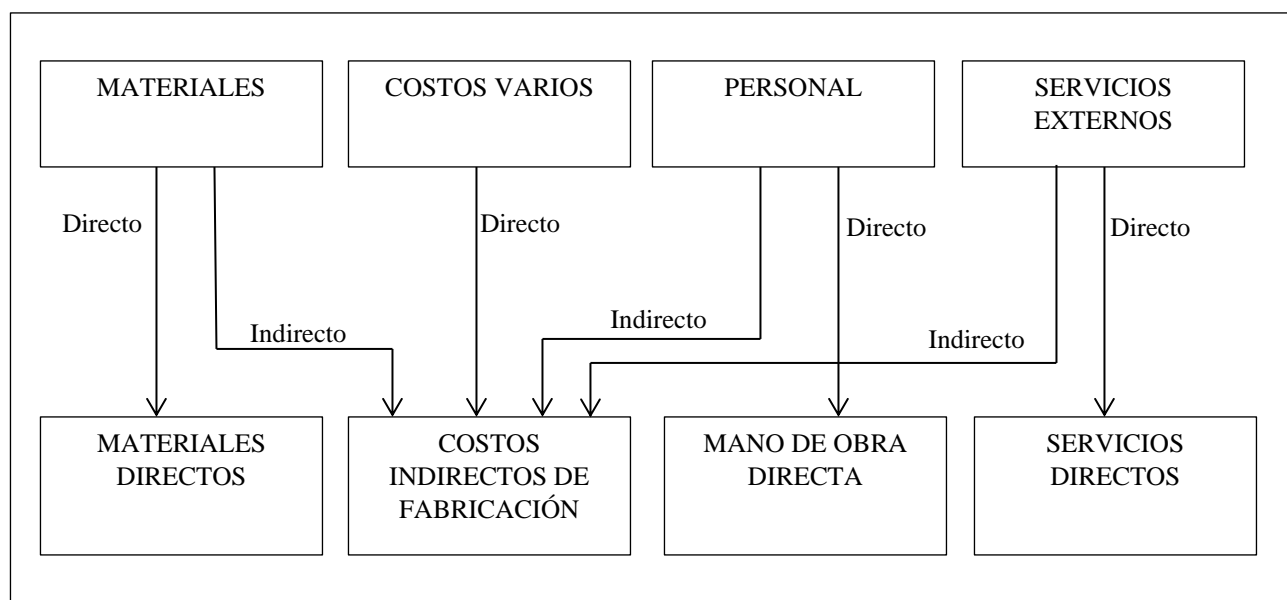 MATERIALES
COSTOS VARIOS
PERSONAL
SERVICIOS
EXTERNOS
Directo
Directo
Directo
Directo
Indirecto
Indirecto
Indirecto
MATERIALES
DIRECTOS
COSTOS
INDIRECTOS DE
FABRICACIÓN
MANO DE OBRA
DIRECTA
SERVICIOS
DIRECTOS